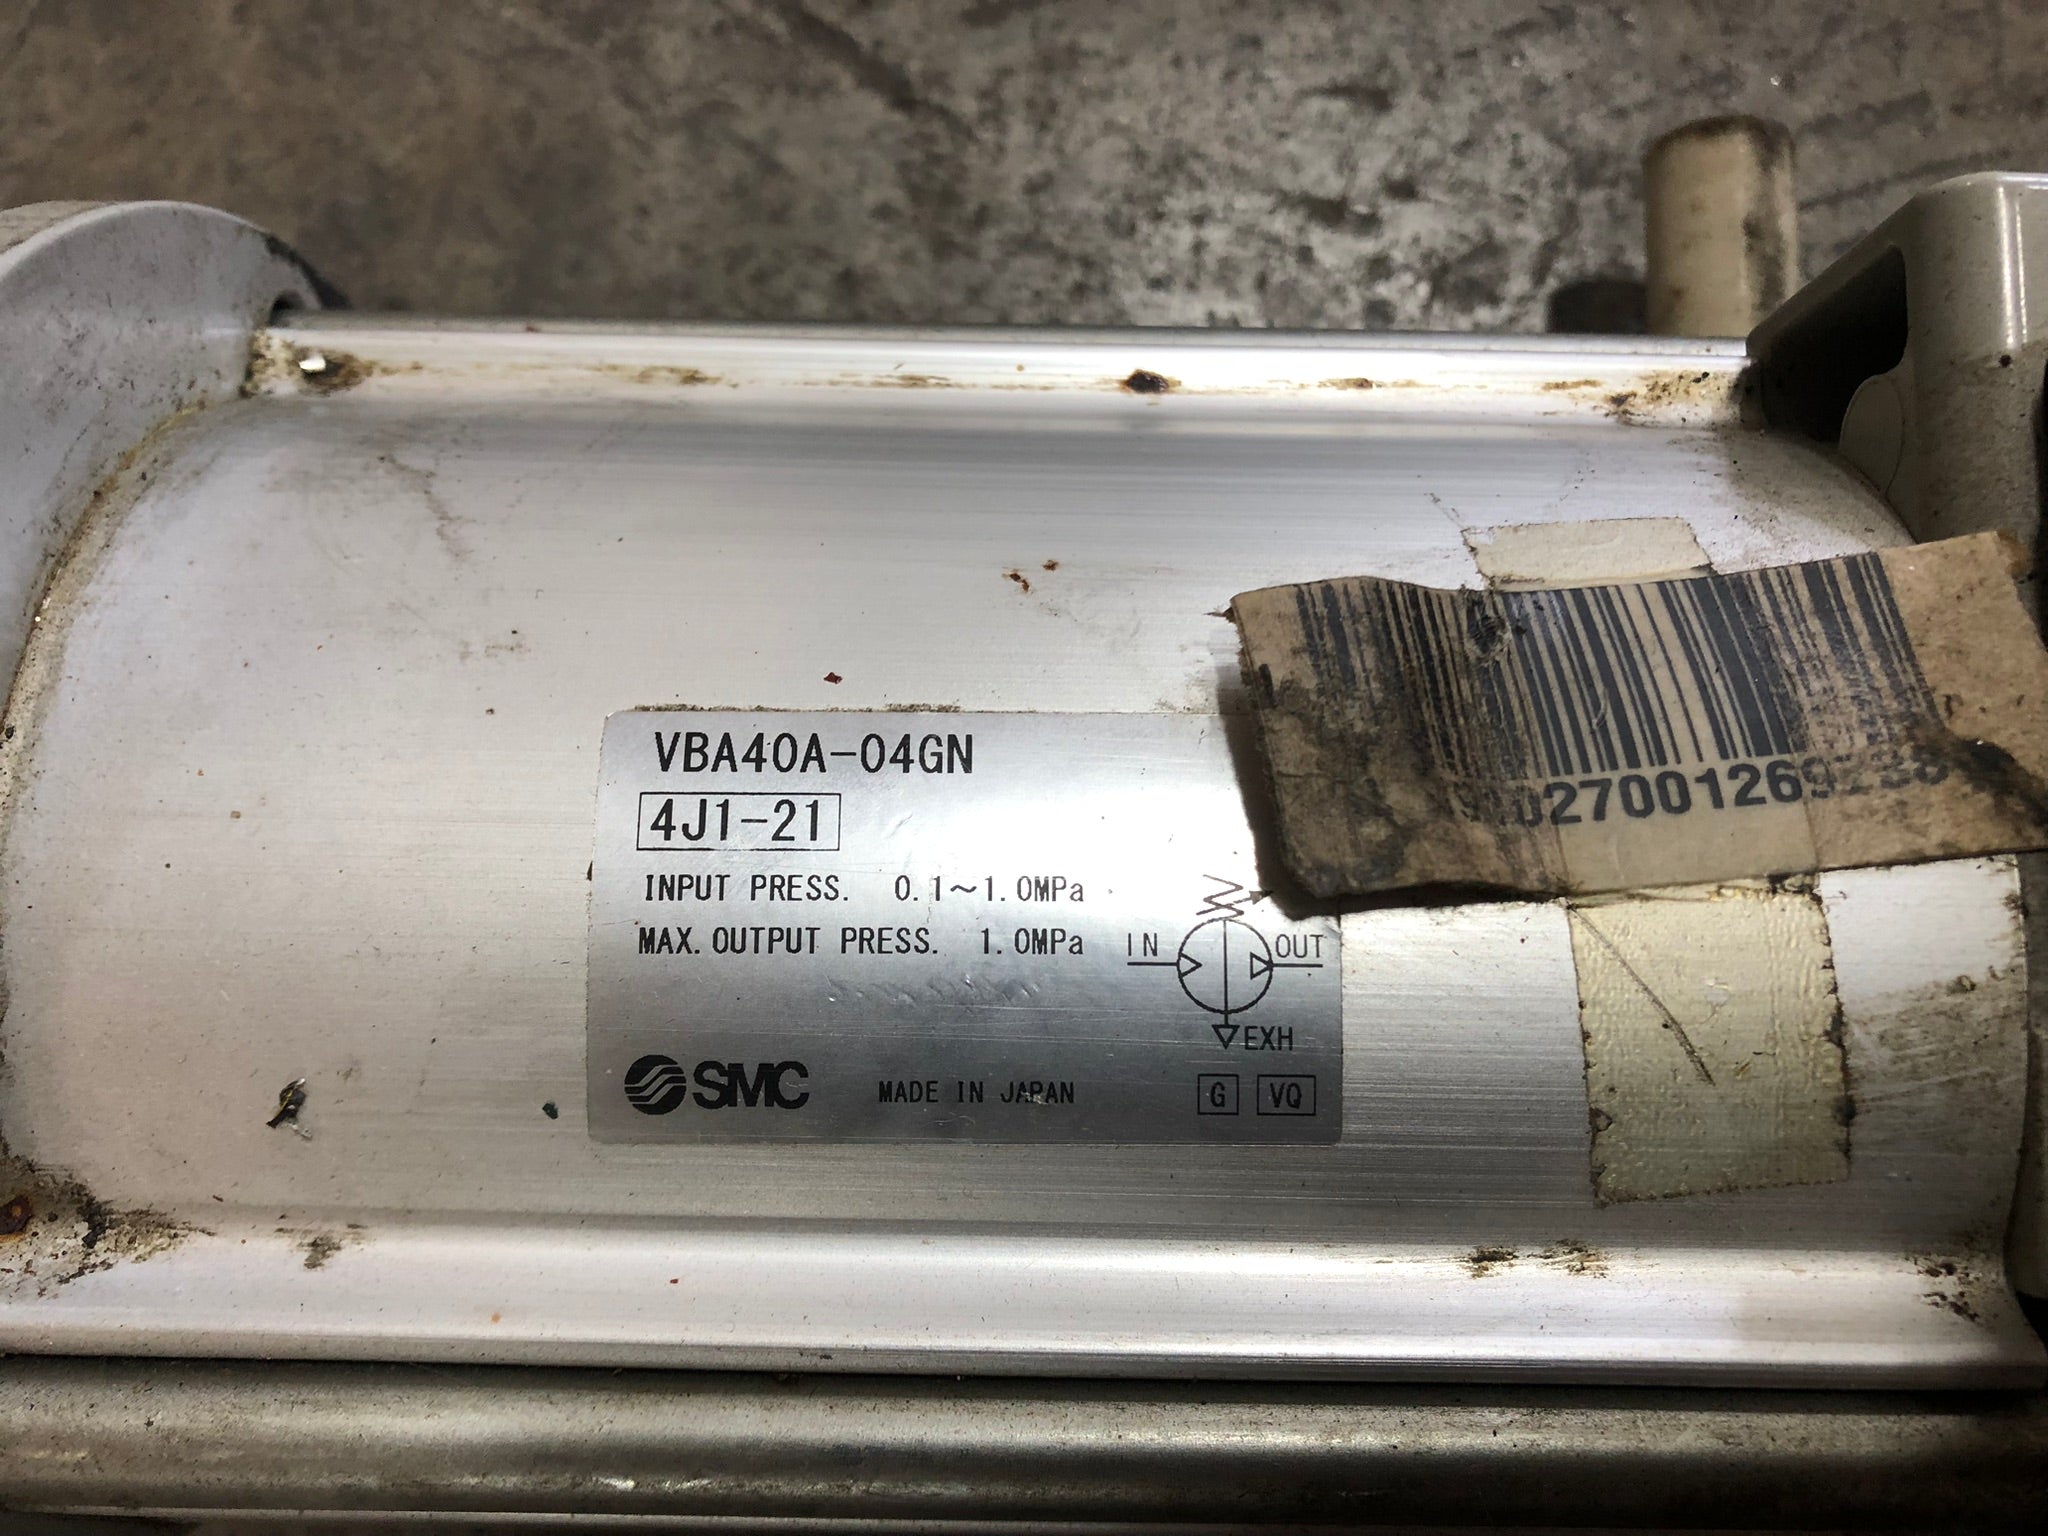 VBA40A-04GN
4J1-21
INPUT PRESS. 0.1~1.0MPa
MAX. OUTPUT PRESS. 1.0MPa
IN
OUT
EXH
SMC
MADE IN JAPAN
G VQ